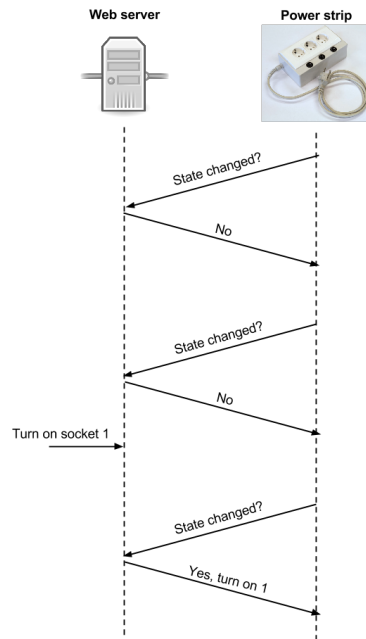 Web server
Power strip
State changed?
No
State changed?
No
Turn on socket 1
State changed?
Yes, turn on 1